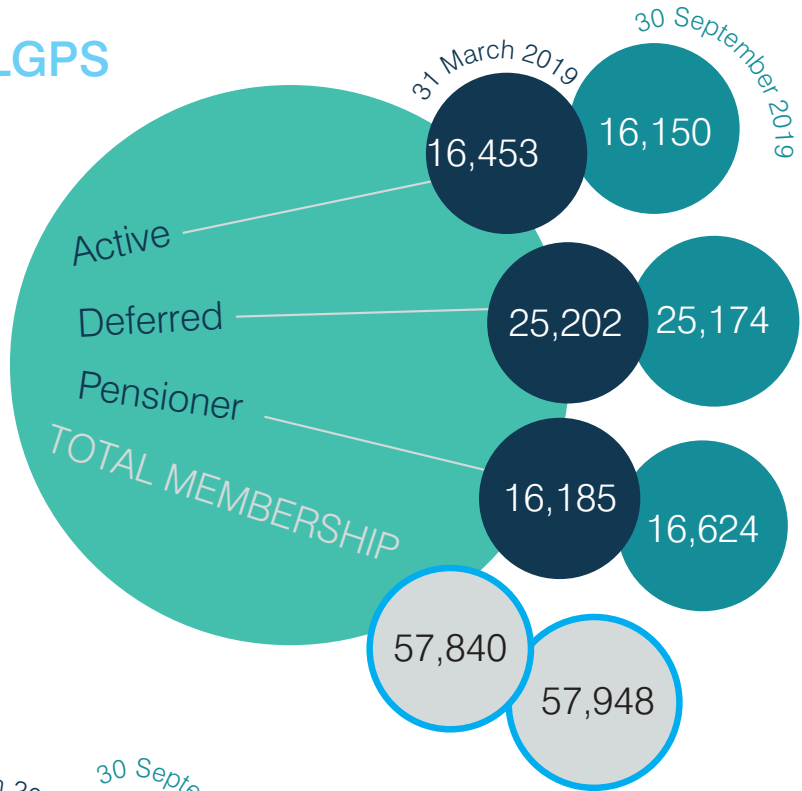 LGPS
31 March 2019
30 September 2019
Active
16,453
16,150
Deferred
25,202
25,174
Pensioner
16,185
16,624
TOTAL MEMBERSHIP
57,840
57,948
30 Septe